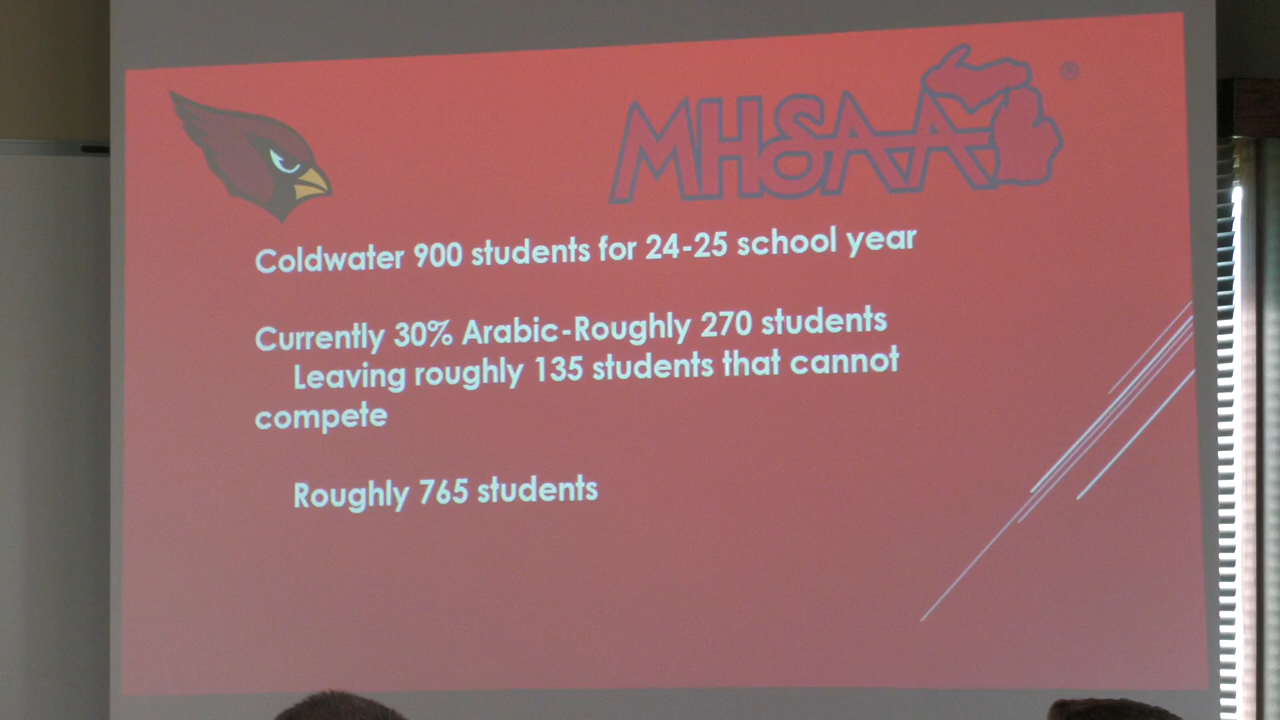 MHSAA ®
Coldwater 900 students for 24-25 school year
Currently 30% Arabic-Roughly 270 students
Leaving roughly 135 students that cannot
compete
Roughly 765 students